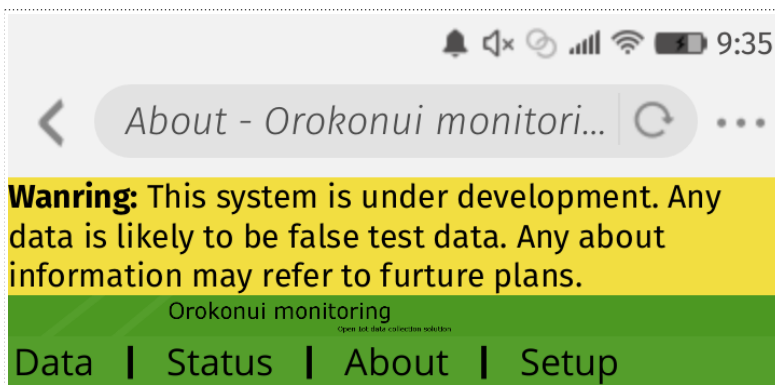 9:35
About - Orokonui monitori...
Wanring: This system is under development. Any
data is likely to be false test data. Any about
information may refer to furture plans.
Orokonui monitoring
Open iot data collection solution
Data | Status | About | Setup